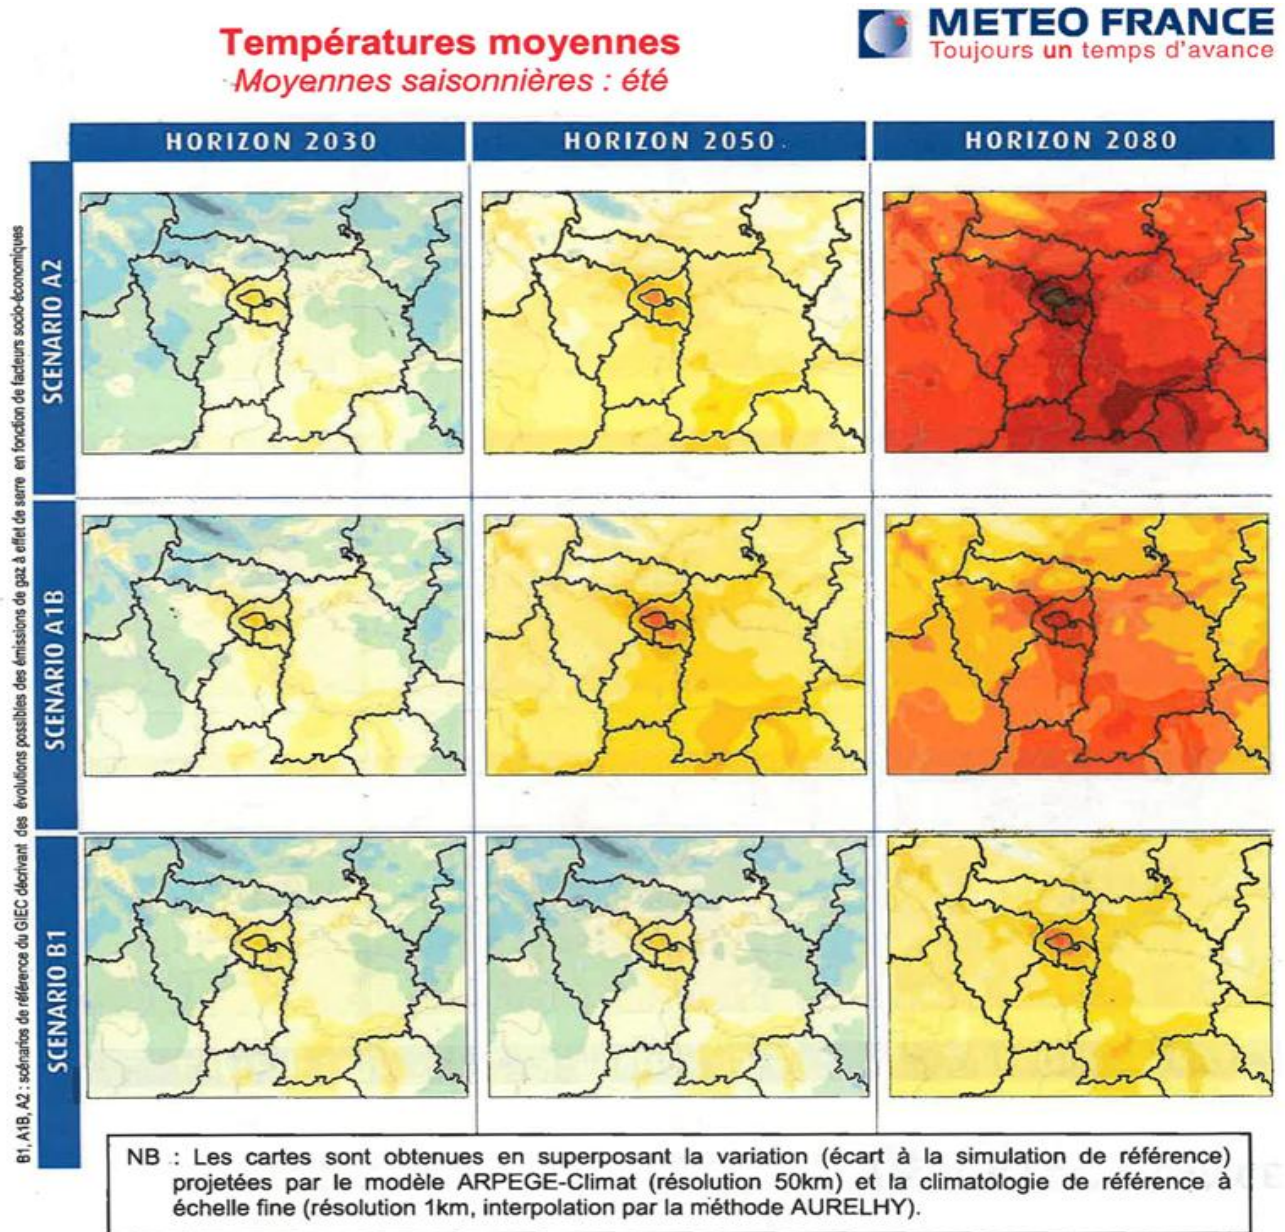 METEO FRANCE
Toujours un temps d'avance
Températures moyennes
Moyennes saisonnières : été
HORIZON 2030
HORIZON 2050
HORIZON 2080
SCENARIO A2
SCENARIO A1B
SCENARIO B1
B1, A1B, A2 : scénarios de référence du GIEC décrivant des évolutions possibles des émissions de gaz à effet de serre en fonction de facteurs socio-économiques
NB : Les cartes sont obtenues en superposant la variation (écart à la simulation de référence)
projetées par le modèle ARPEGE-Climat (résolution 50km) et la climatologie de référence à
échelle fine (résolution 1km, interpolation par la méthode AURELHY).